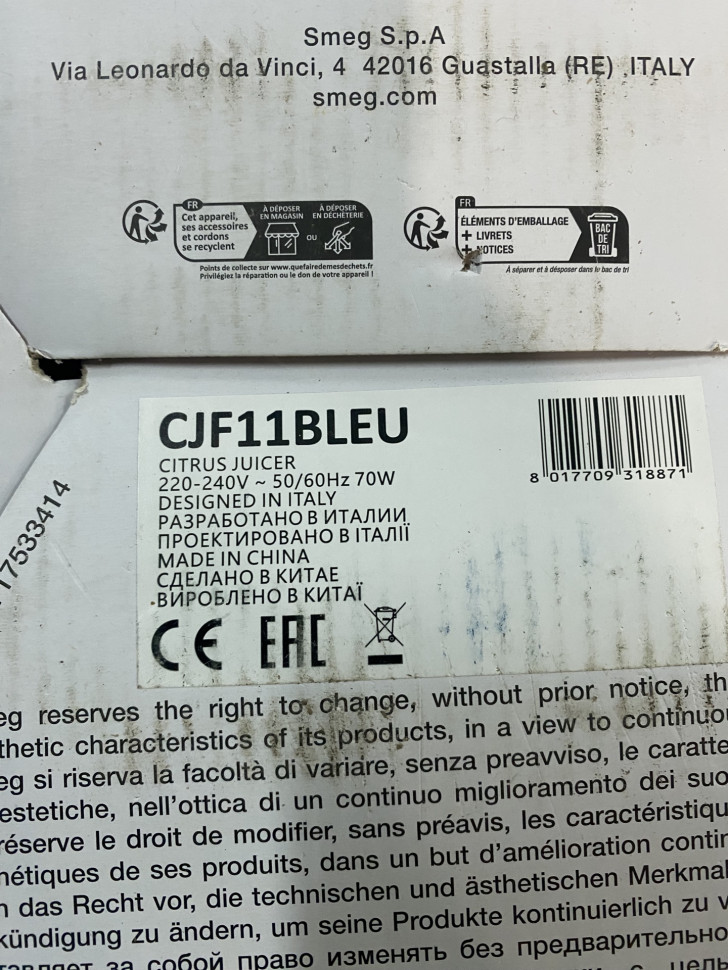 Smeg S.p.A
Via Leonardo da Vinci, 4 42016 Guastalla (RE) ITALY
smeg.com
FR
Cet appareil,
ses accessoires
et cordons
se recyclent
À DÉPOSER
EN MAGASIN
OU
À DÉPOSER
EN DÉCHÈTERIE
Points de collecte sur www.quefairedemesdechets.fr
Privilégiez la réparation ou le don de votre appareil !
FR
ÉLÉMENTS D'EMBALLAGE
+ LIVRETS
+ NOTICES
BAC
DE
TRI
À séparer et à désposer dans le bac de tri
17533414
CJF11BLEU
CITRUS JUICER
220-240V ~ 50/60Hz 70W
DESIGNED IN ITALY
РАЗРАБОТАНО В ИТАЛИИ
ПРОЕКТИРОВАНО В ІТАЛІЇ
MADE IN CHINA
СДЕЛАНО В КИТАЕ
ВИРОБЛЕНО В КИТАЇ
8 017709 318871
CE EAC
eg reserves the right to change, without prior notice, th
thetic characteristics of its products, in a view to continuo
eg si riserva la facoltà di variare, senza preavviso, le caratte
estetiche, nell'ottica di un continuo miglioramento dei suo
réserve le droit de modifier, sans préavis, les caractéristiqu
nétiques de ses produits, dans un but d'amélioration contin
n das Recht vor, die technischen und ästhetischen Merkmal
kündigung zu ändern, um seine Produkte kontinuierlich zu v
за собой право изменять без предварительно